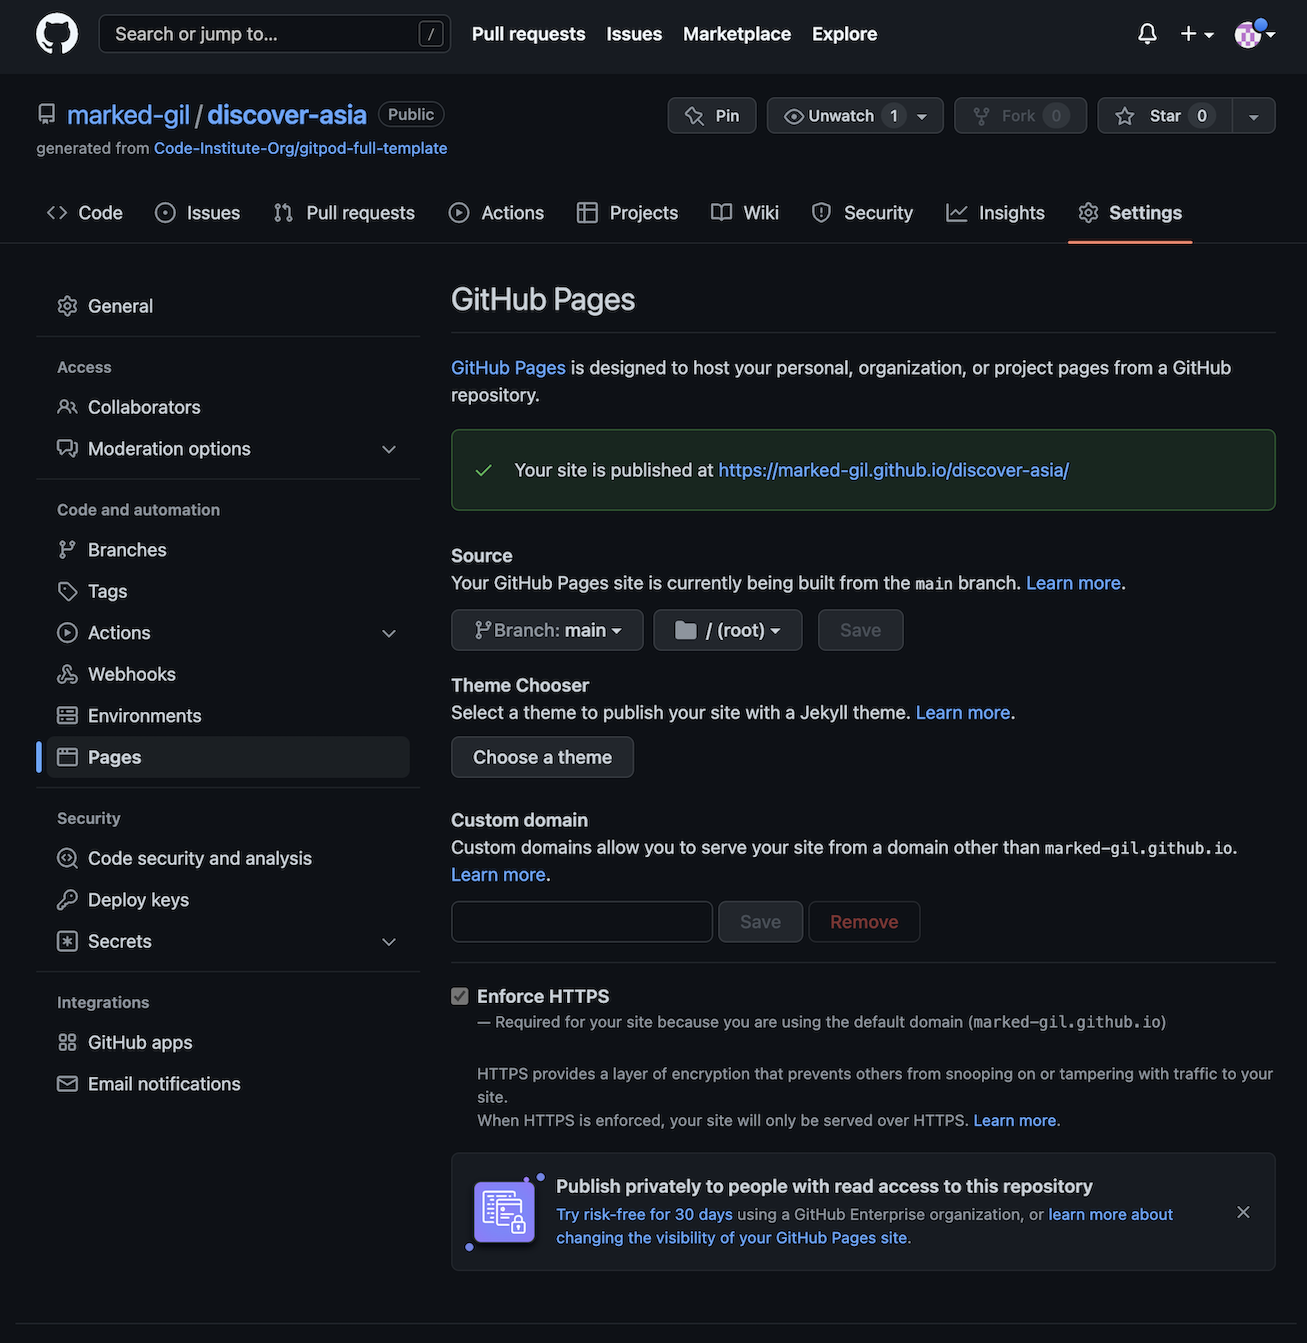 Search or jump to... /
Pull requests Issues Marketplace Explore
marked-gil / discover-asia Public
Pin Unwatch 1 Fork 0 Star 0
generated from Code-Institute-Org/gitpod-full-template
Code Issues Pull requests Actions Projects Wiki Security Insights Settings
General
Access
Collaborators
Moderation options
Code and automation
Branches
Tags
Actions
Webhooks
Environments
Pages
Security
Code security and analysis
Deploy keys
Secrets
Integrations
GitHub apps
Email notifications
GitHub Pages
GitHub Pages is designed to host your personal, organization, or project pages from a GitHub
repository.
Your site is published at https://marked-gil.github.io/discover-asia/
Source
Your GitHub Pages site is currently being built from the main branch. Learn more.
Branch: main / (root) Save
Theme Chooser
Select a theme to publish your site with a Jekyll theme. Learn more.
Choose a theme
Custom domain
Custom domains allow you to serve your site from a domain other than marked-gil.github.io.
Learn more.
Save Remove
Enforce HTTPS
— Required for your site because you are using the default domain (marked-gil.github.io)
HTTPS provides a layer of encryption that prevents others from snooping on or tampering with traffic to your
site.
When HTTPS is enforced, your site will only be served over HTTPS. Learn more.
Publish privately to people with read access to this repository
Try risk-free for 30 days using a GitHub Enterprise organization, or learn more about
changing the visibility of your GitHub Pages site.